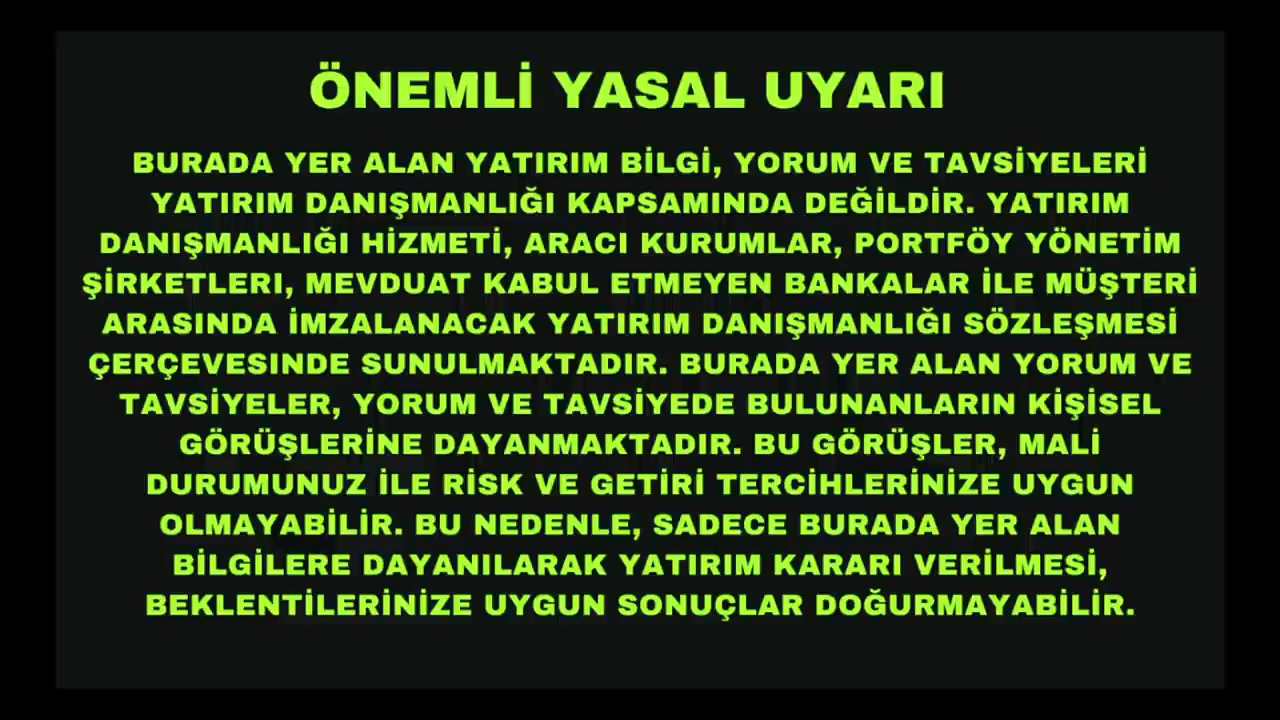 ÖNEMLİ YASAL UYARI
BURADA YER ALAN YATIRIM BİLGİ, YORUM VE TAVSİYELERİ
YATIRIM DANIŞMANLIĞI KAPSAMINDA DEĞİLDİR. YATIRIM
DANIŞMANLIĞI HİZMETİ, ARACI KURUMLAR, PORTFÖY YÖNETİM
ŞİRKETLERI, MEVDUAT KABUL ETMEYEN BANKALAR İLE MÜŞTERİ
ARASINDA İMZALANACAK YATIRIM DANIŞMANLIĞI SÖZLEŞMESİ
ÇERÇEVESINDE SUNULMAKTADIR. BURADA YER ALAN YORUM VE
TAVSİYELER, YORUM VE TAVSİYEDE BULUNANLARIN KİŞİSEL
GÖRÜŞLERİNE DAYANMAKTADIR. BU GÖRÜŞLER, MALİ
DURUMUNUZ İLE RİSK VE GETİRİ TERCİHLERİNİZE UYGUN
OLMAYABİLİR. BU NEDENLE, SADECE BURADA YER ALAN
BİLGİLERE DAYANILARAK YATIRIM KARARI VERİLMESİ,
BEKLENTİLERİNİZE UYGUN SONUÇLAR DOĞURMAYABİLİR.